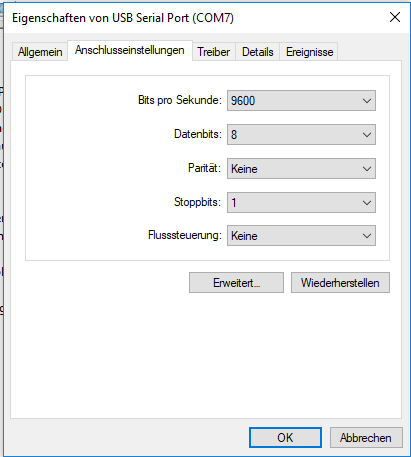 Eigenschaften von USB Serial Port (COM7)
Allgemein Anschlusseinstellungen Treiber Details Ereignisse
Bits pro Sekunde: 9600
Datenbits: 8
Parität: Keine
Stoppbits: 1
Flusssteuerung: Keine
Erweitert... Wiederherstellen
OK Abbrechen